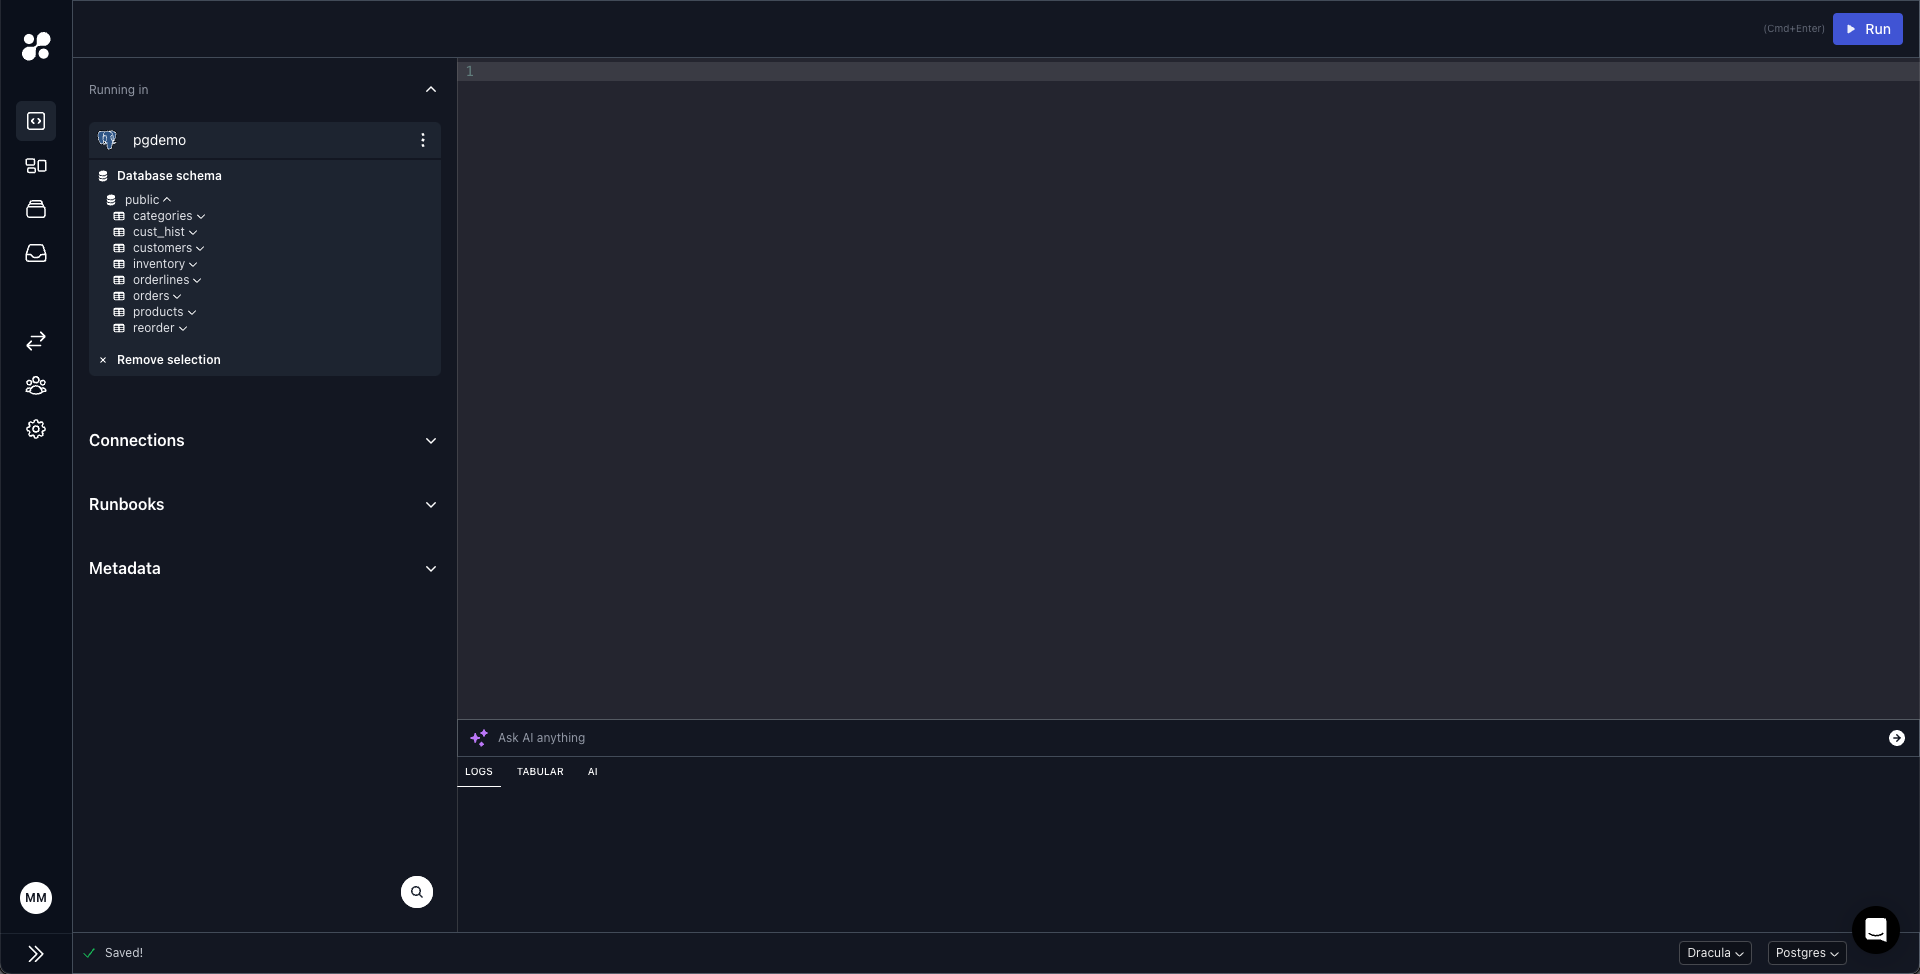 (Cmd+Enter)
Run
Running in
1
pgdemo
Database schema
public
categories
cust_hist
customers
inventory
orderlines
orders
products
reorder
× Remove selection
Connections
Runbooks
Metadata
Ask AI anything
LOGS TABULAR AI
MM
Saved!
Dracula
Postgres